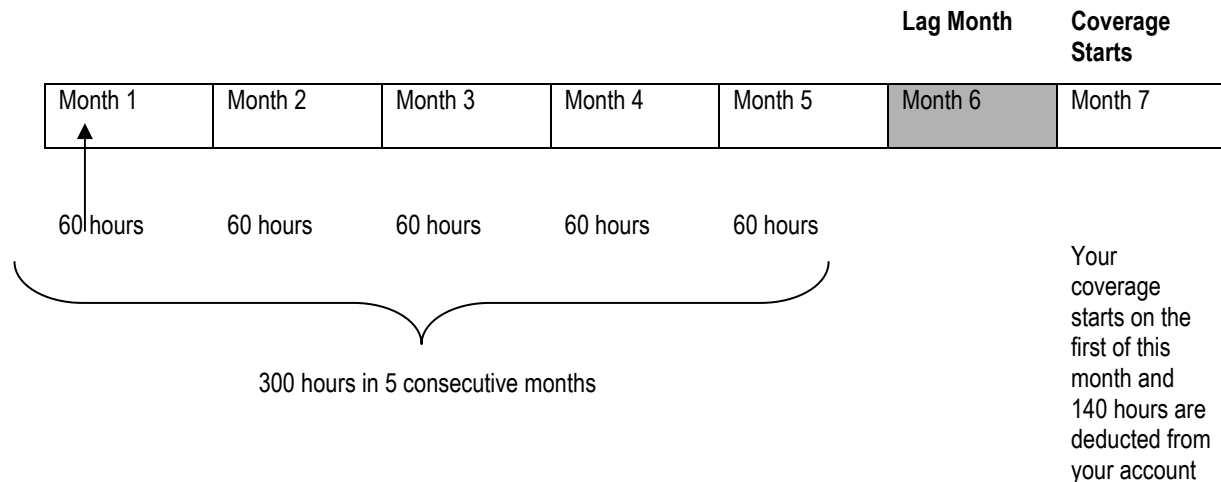 Lag Month
Coverage
Starts
Month 1
Month 2
Month 3
Month 4
Month 5
Month 6
Month 7
60 hours
60 hours
60 hours
60 hours
60 hours
300 hours in 5 consecutive months
Your
coverage
starts on the
first of this
month and
140 hours are
deducted from
your account